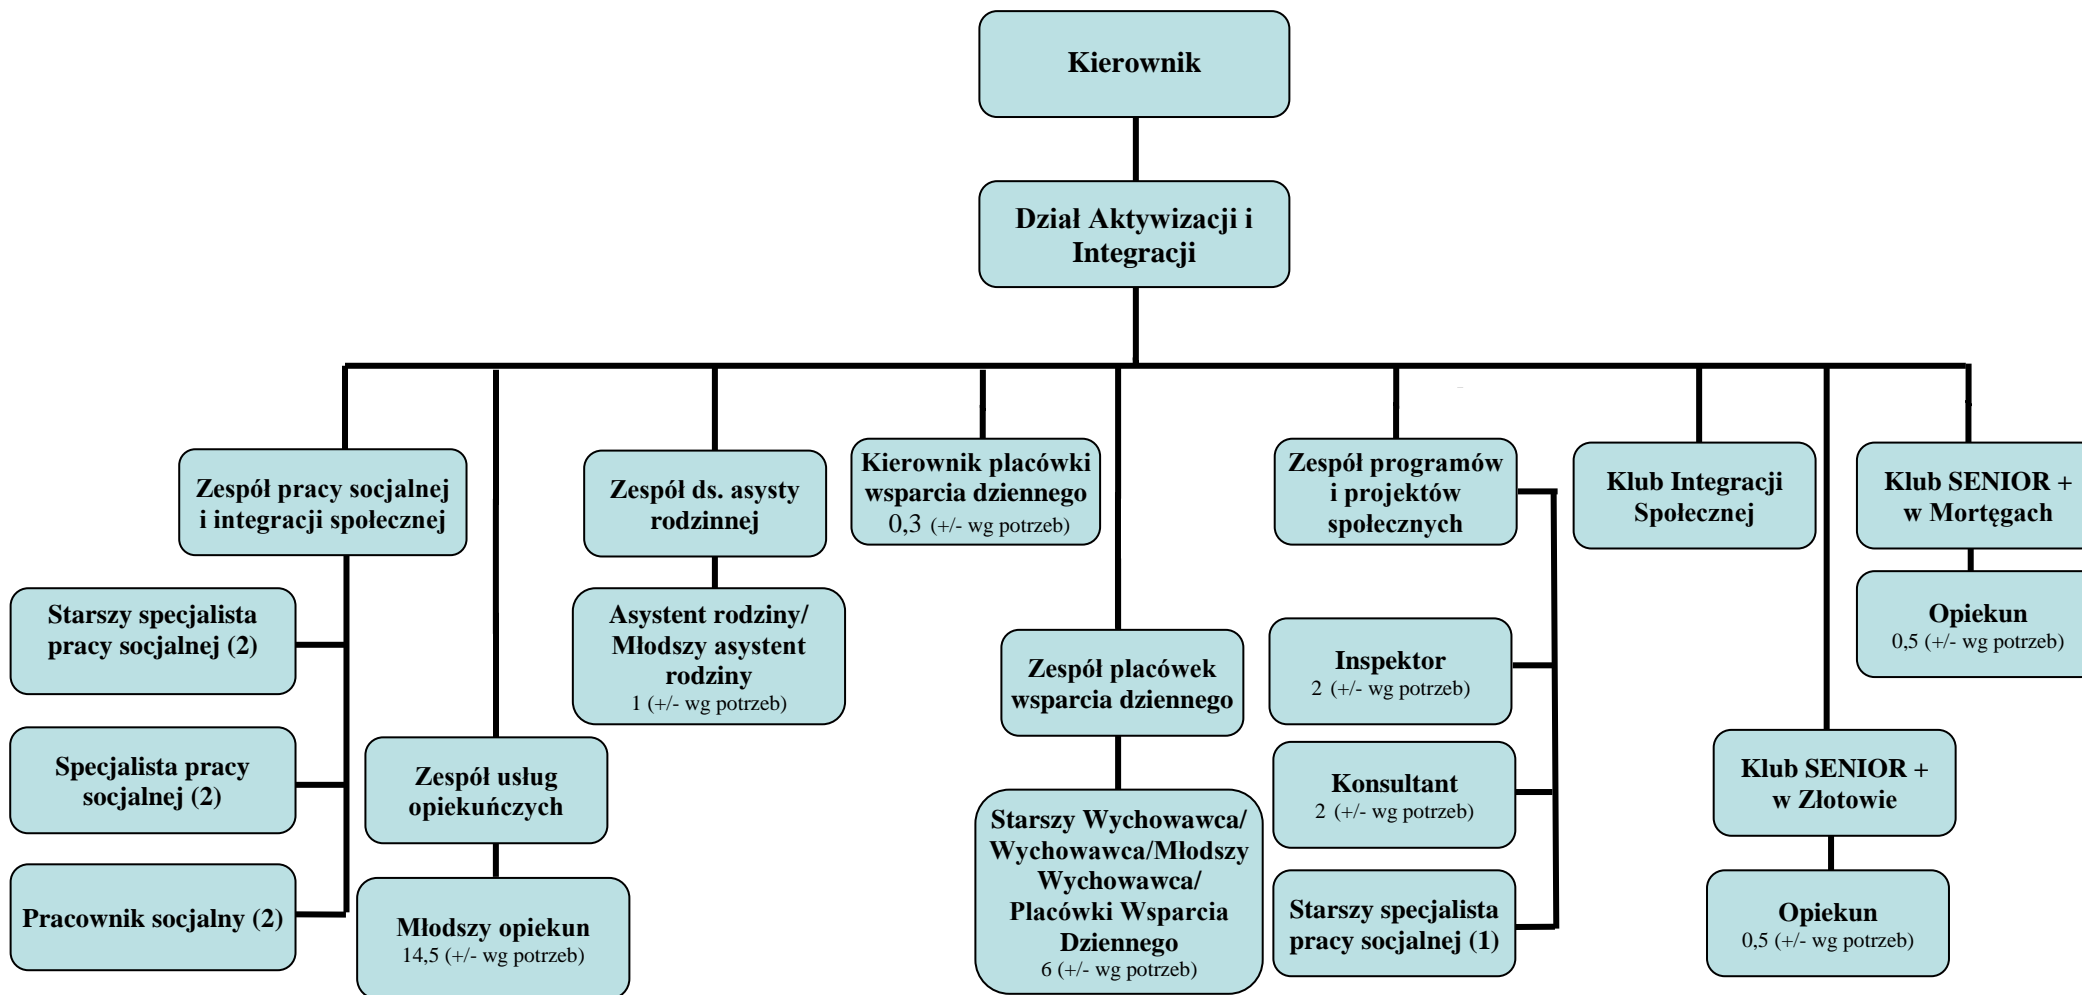 Kierownik
Dział Aktywizacji i
Integracji
Zespół pracy socjalnej
i integracji społecznej
Starszy specjalista
pracy socjalnej (2)
Specjalista pracy
socjalnej (2)
Pracownik socjalny (2)
Zespół usług
opiekuńczych
Młodszy opiekun
14,5 (+/- wg potrzeb)
Zespół ds. asysty
rodzinnej
Asystent rodziny/
Młodszy asystent
rodziny
1 (+/- wg potrzeb)
Kierownik placówki
wsparcia dziennego
0,3 (+/- wg potrzeb)
Zespół placówek
wsparcia dziennego
Starszy Wychowawca/
Wychowawca/Młodszy
Wychowawca/
Placówki Wsparcia
Dziennego
6 (+/- wg potrzeb)
Zespół programów
i projektów
społecznych
Inspektor
2 (+/- wg potrzeb)
Konsultant
2 (+/- wg potrzeb)
Starszy specjalista
pracy socjalnej (1)
Klub Integracji
Społecznej
Klub SENIOR +
w Złotowie
Opiekun
0,5 (+/- wg potrzeb)
Klub SENIOR +
w Mortęgach
Opiekun
0,5 (+/- wg potrzeb)